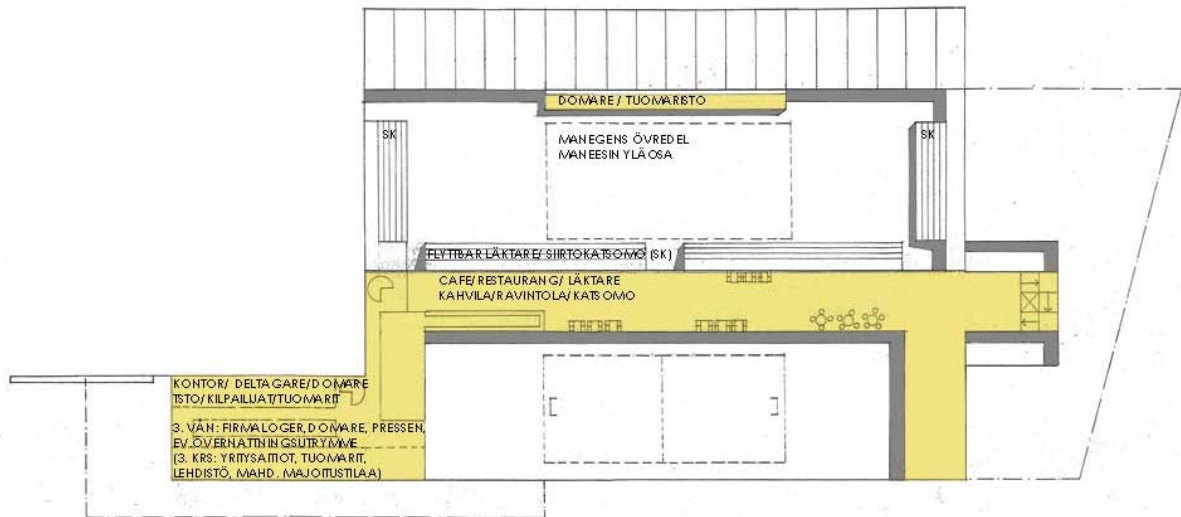 DOMARE / TUOMARISTO
SK
MANEGENS ÖVREDEL
MANEESIN YLÄOSA
SK
FLYTTBAR LÄKTARE/ SIIRTOKATSOMO (SK)
CAFE/RESTAURANG/ LÄKTARE
KAHVILA/RAVINTOLA/KATSOMO
KONTOR/ DELTAGARE/DOMARE
TSTO/ KILPAILIJAT/TUOMARIT
3. VÅN: FIRMALOGER, DOMARE, PRESSEN,
EV.ÖVERNATTNINGSUTRYMME
(3. KRS: YRITYSAITIOT, TUOMARIT,
LEHDISTÖ, MAHD. MAJOITUSTILAA)